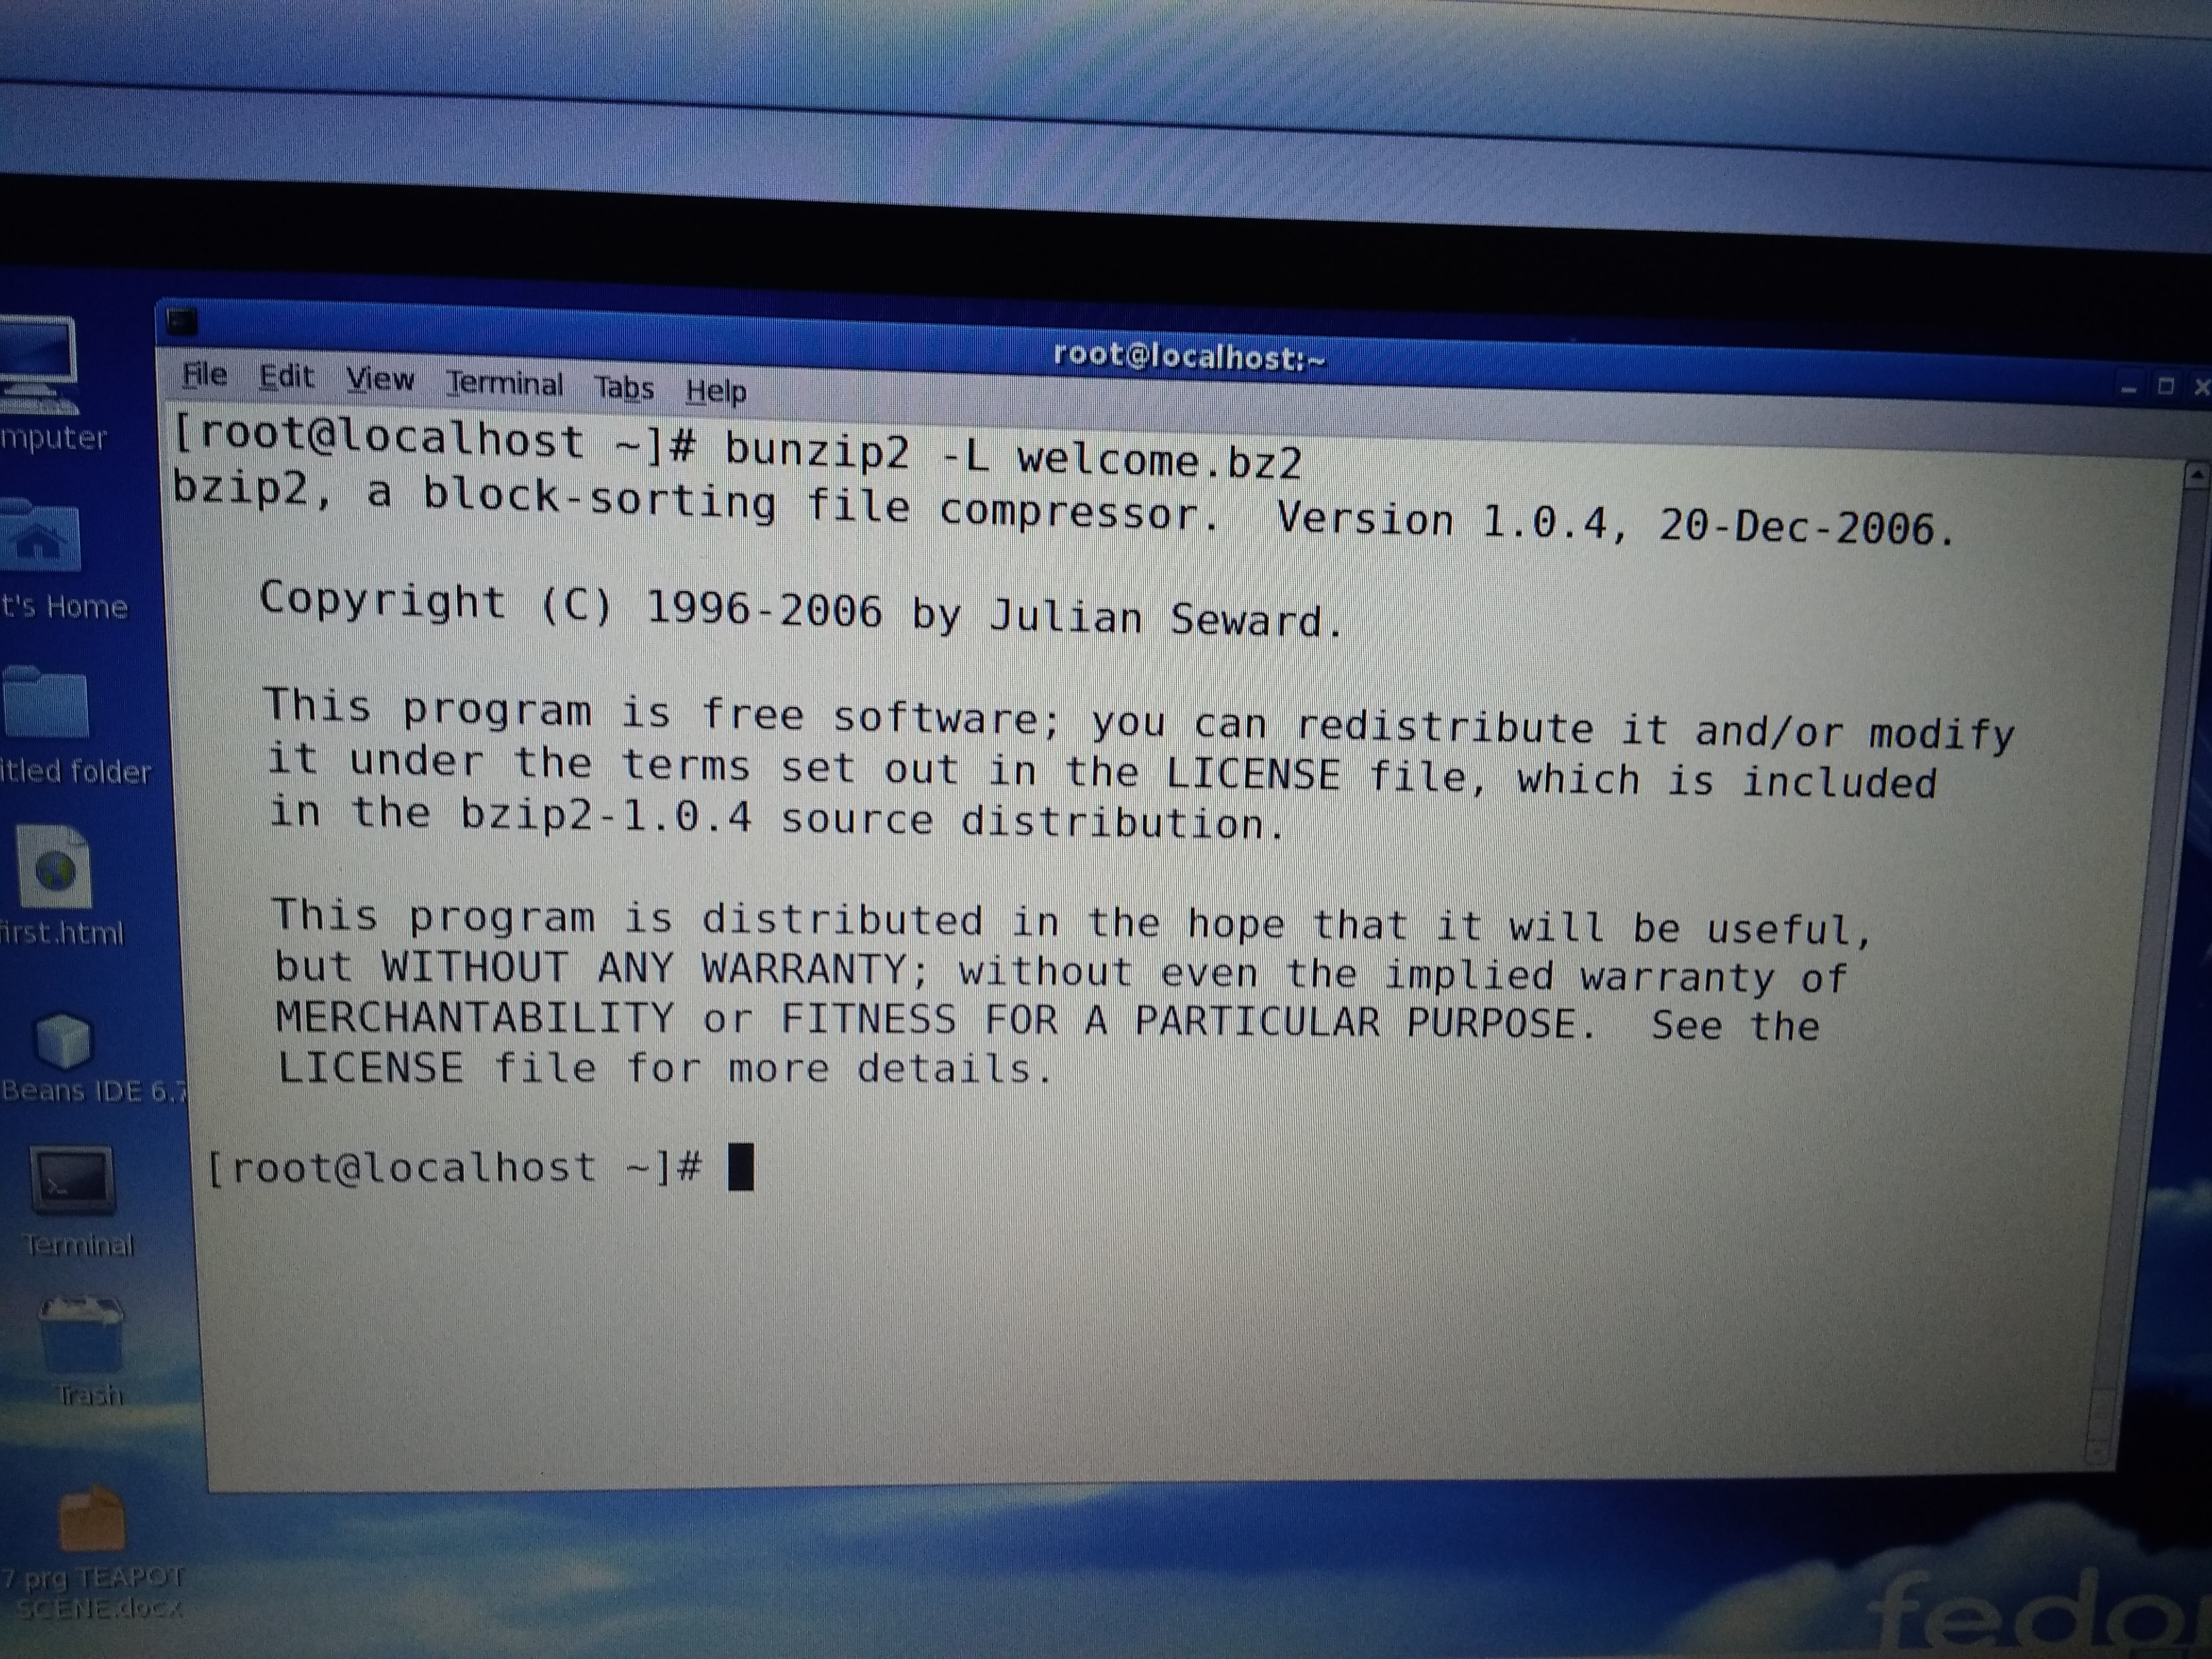 root@localhost:~
File Edit View Terminal Tabs Help
[root@localhost ~]# bunzip2 -L welcome.bz2
bzip2, a block-sorting file compressor.  Version 1.0.4, 20-Dec-2006.
Copyright (C) 1996-2006 by Julian Seward.
This program is free software; you can redistribute it and/or modify
it under the terms set out in the LICENSE file, which is included
in the bzip2-1.0.4 source distribution.
This program is distributed in the hope that it will be useful,
but WITHOUT ANY WARRANTY; without even the implied warranty of
MERCHANTABILITY or FITNESS FOR A PARTICULAR PURPOSE.  See the
LICENSE file for more details.
[root@localhost ~]#
mputer
t's Home
itled folder
irst.html
Beans IDE 6.7
Terminal
Trash
7 prg TEAPOT
SCENE.docx
fedo